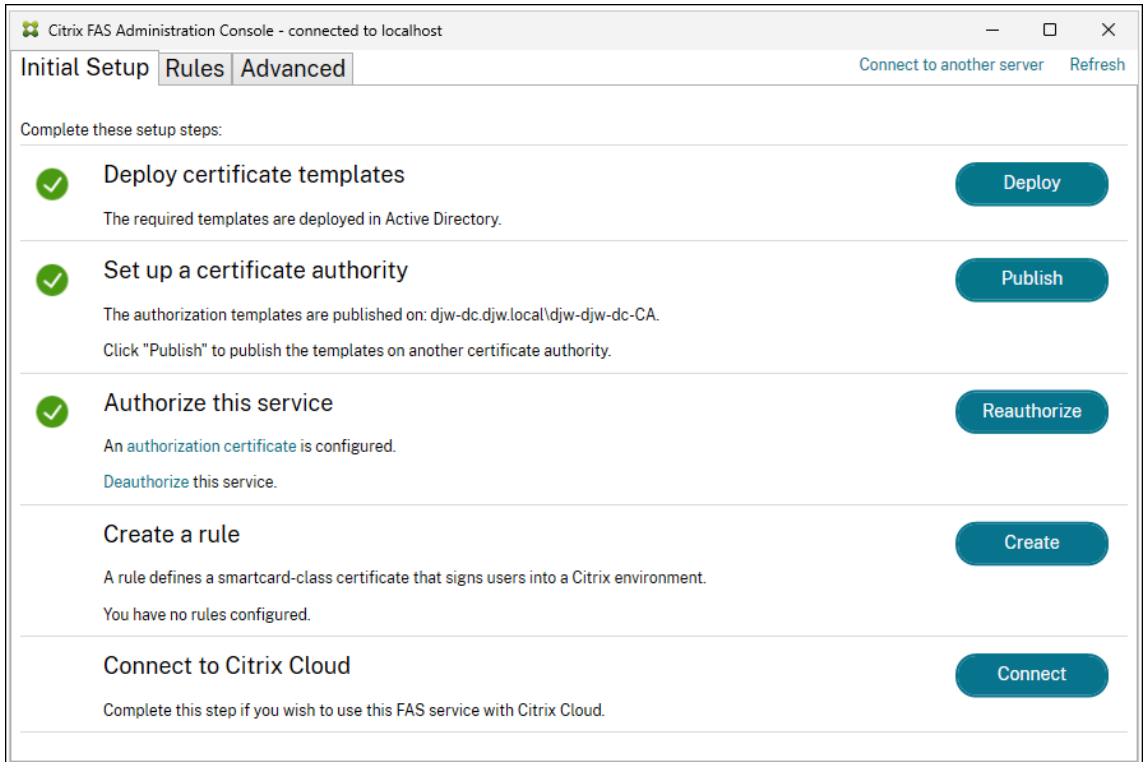 Citrix FAS Administration Console - connected to localhost
Initial Setup Rules Advanced Connect to another server Refresh
Complete these setup steps:
Deploy certificate templates
Deploy
The required templates are deployed in Active Directory.
Set up a certificate authority
Publish
The authorization templates are published on: djw-dc.djw.local\djw-djw-dc-CA.
Click "Publish" to publish the templates on another certificate authority.
Authorize this service
Reauthorize
An authorization certificate is configured.
Deauthorize this service.
Create a rule
Create
A rule defines a smartcard-class certificate that signs users into a Citrix environment.
You have no rules configured.
Connect to Citrix Cloud
Connect
Complete this step if you wish to use this FAS service with Citrix Cloud.